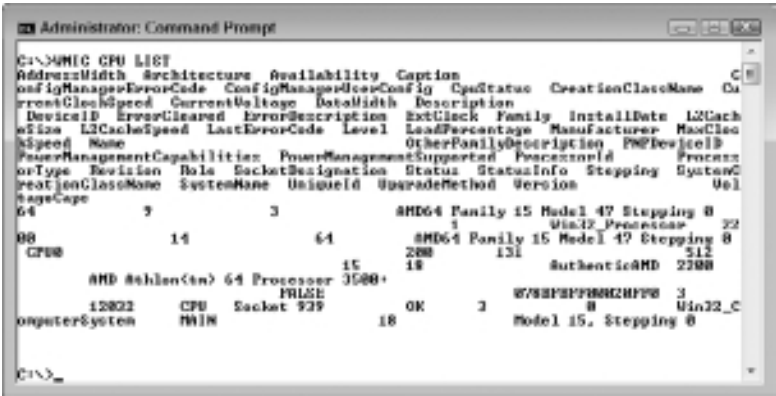 Administrator: Command Prompt
C:\>WMIC CPU LIST
AddressWidth Architecture Availability Caption C
onfigManagerErrorCode ConfigManagerUserConfig CpuStatus CreationClassName Cu
rrentClockSpeed CurrentVoltage DataWidth Description
DeviceID ErrorCleared ErrorDescription ExtClock Family InstallDate L2Cach
eSize L2CacheSpeed LastErrorCode Level LoadPercentage Manufacturer MaxCloc
kSpeed Name OtherFamilyDescription PNPDeviceID
PowerManagementCapabilities PowerManagementSupported ProcessorId Process
orType Revision Role SocketDesignation Status StatusInfo Stepping SystemC
reationClassName SystemName UniqueId UpgradeMethod Version Vol
tageCaps
64 9 3 AMD64 Family 15 Model 47 Stepping 0
1 Win32_Processor 22
00 14 64 AMD64 Family 15 Model 47 Stepping 0
CPU0 200 131 512
15 18 AuthenticAMD 2200
AMD Athlon(tm) 64 Processor 3500+
FALSE 3
12032 CPU Socket 939 OK 3 0 Win32_C
omputerSystem MAIN 18 Model 15, Stepping 0
C:\>_